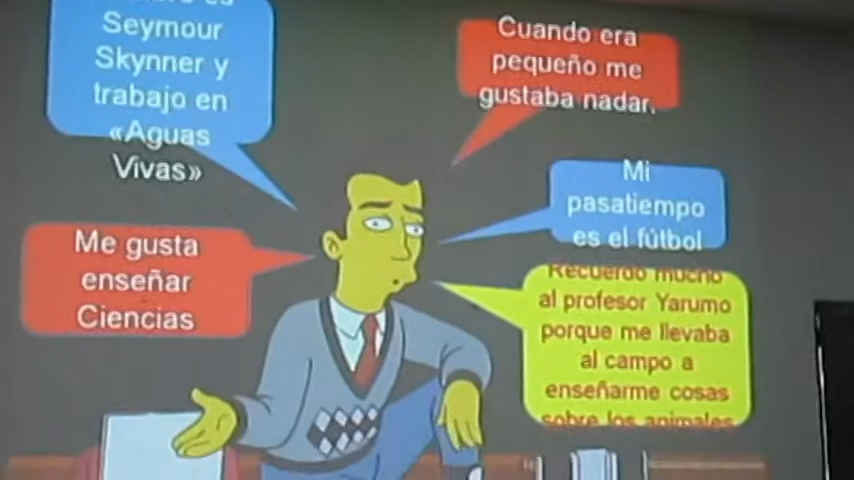 Seymour
Skynner y
trabajo en
«Aguas
Vivas»
Cuando era
pequeño me
gustaba nadar.
Mi
pasatiempo
es el fútbol
Me gusta
enseñar
Ciencias
Recuerdo mucho
al profesor Yarumo
porque me llevaba
al campo a
enseñarme cosas
sobre los animales